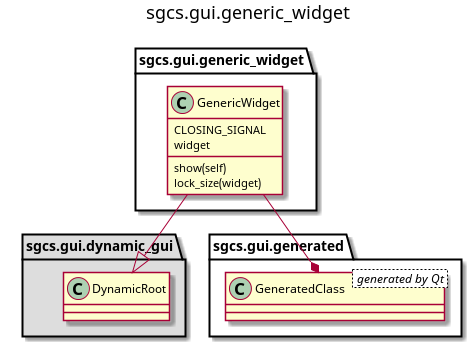 sgcs.gui.generic_widget
sgcs.gui.generic_widget
C GenericWidget
CLOSING_SIGNAL
widget
show(self)
lock_size(widget)
sgcs.gui.dynamic_gui
C DynamicRoot
sgcs.gui.generated
C GeneratedClass
generated by Qt